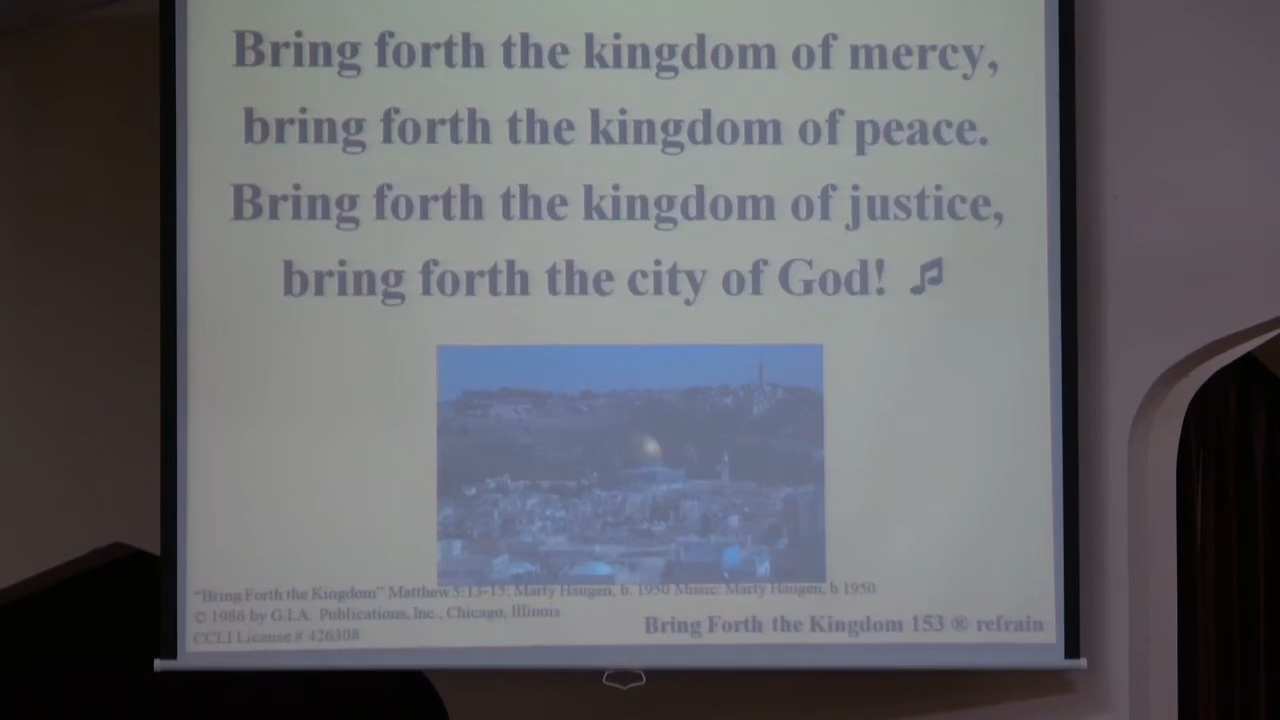 Bring forth the kingdom of mercy,
bring forth the kingdom of peace.
Bring forth the kingdom of justice,
bring forth the city of God! ♫
“Bring Forth the Kingdom” Matthew 5:13-15; Marty Haugen, b. 1950 Music: Marty Haugen, b 1950
© 1986 by G.I.A. Publications, Inc., Chicago, Illinois
CCLI License # 426308
Bring Forth the Kingdom 153 ® refrain